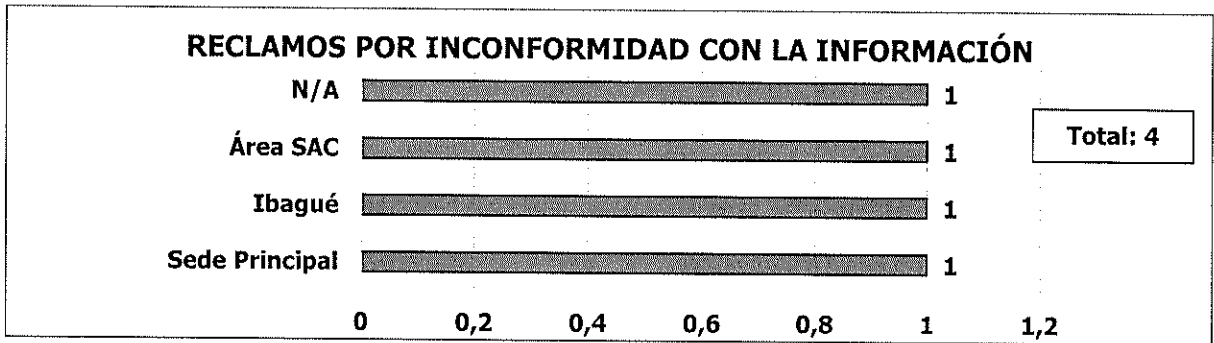 RECLAMOS POR INCONFORMIDAD CON LA INFORMACIÓN
N/A 1
Área SAC 1
Total: 4
Ibagué 1
Sede Principal 1
0 0,2 0,4 0,6 0,8 1 1,2